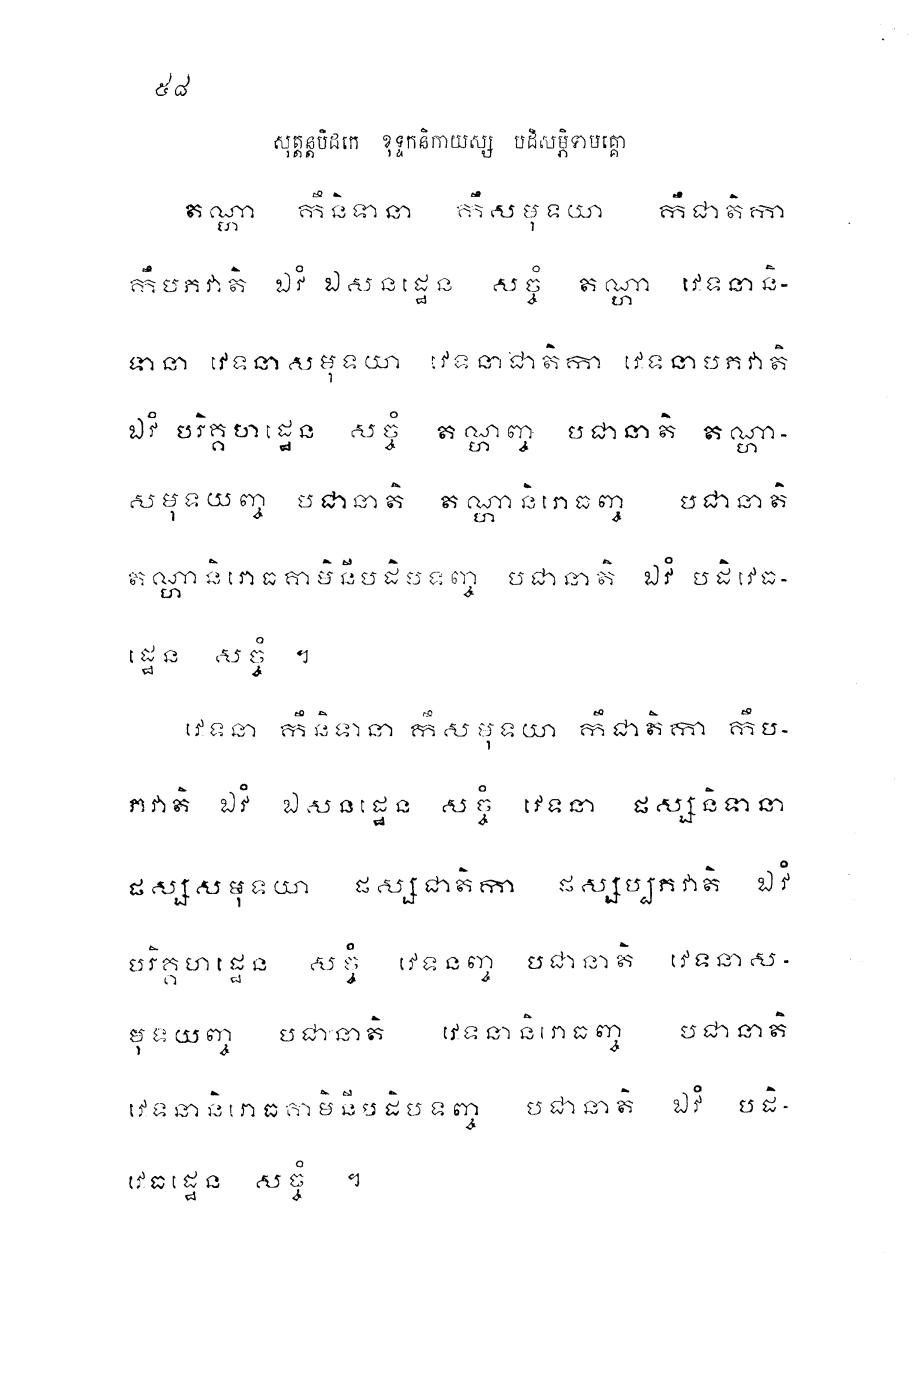 ៥៨
សុត្តន្តបិដកេ ខុទ្ទកនិកាយស្ស បដិសម្ភិទាមគ្គោ
តណ្ហា កឹនិទានា កឹសមុទយា កឹជាតិកា
កឹបភវាតិ ឯវំ ឯសនដ្ឋេន សច្ចំ តណ្ហា វេទនានិ-
ទានា វេទនាសមុទយា វេទនាជាតិកា វេទនាបភវាតិ
ឯវំ បរិគ្គហដ្ឋេន សច្ចំ តណ្ហញ្ច បជានាតិ តណ្ហា-
សមុទយញ្ច បជានាតិ តណ្ហានិរោធញ្ច បជានាតិ
តណ្ហានិរោធគាមិនីបដិបទញ្ច បជានាតិ ឯវំ បដិវេធ-
ដ្ឋេន សច្ចំ ។
វេទនា កឹនិទានា កឹសមុទយា កឹជាតិកា កឹប-
ភវាតិ ឯវំ ឯសនដ្ឋេន សច្ចំ វេទនា ផស្សនិទានា
ផស្សសមុទយា ផស្សជាតិកា ផស្សប្បភវាតិ ឯវំ
បរិគ្គហដ្ឋេន សច្ចំ វេទនញ្ច បជានាតិ វេទនាស-
មុទយញ្ច បជានាតិ វេទនានិរោធញ្ច បជានាតិ
វេទនានិរោធគាមិនីបដិបទញ្ច បជានាតិ ឯវំ បដិ-
វេធដ្ឋេន សច្ចំ ។